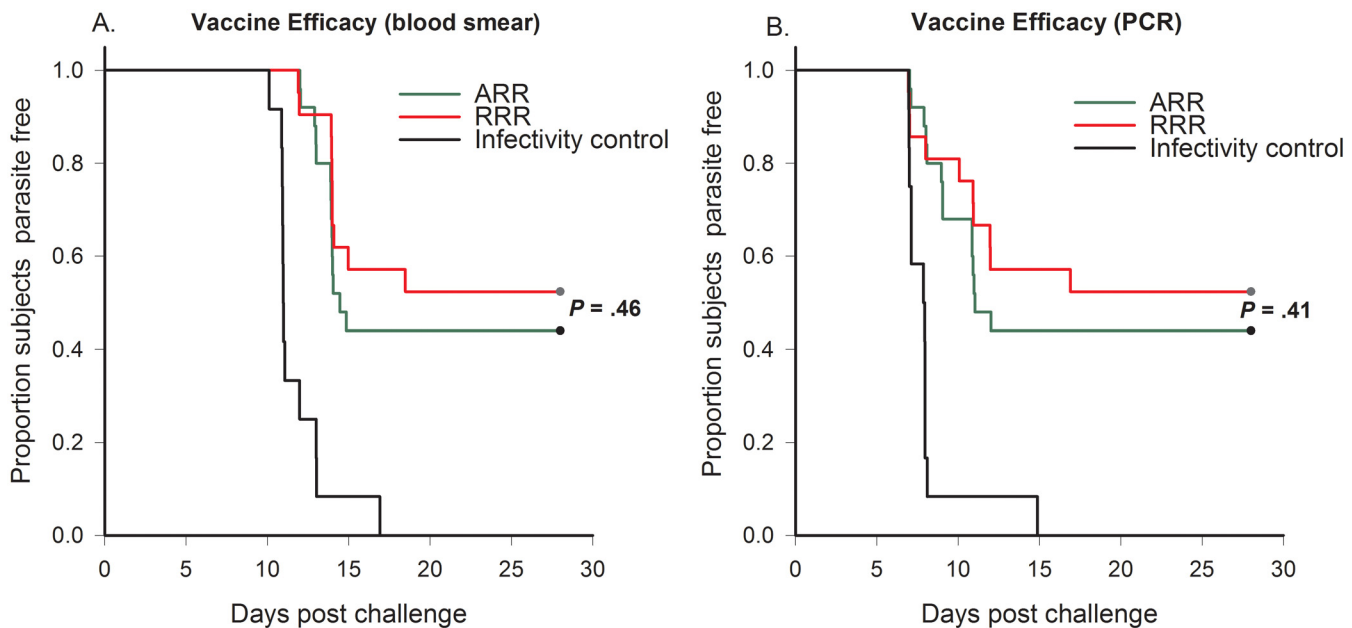 A.
Vaccine Efficacy (blood smear)
1.0
0.8
0.6
0.4
0.2
0.0
Proportion subjects parasite free
ARR
RRR
Infectivity control
P = .46
0 5 10 15 20 25 30
Days post challenge
B.
Vaccine Efficacy (PCR)
1.0
0.8
0.6
0.4
0.2
0.0
Proportion subjects parasite free
ARR
RRR
Infectivity control
P = .41
0 5 10 15 20 25 30
Days post challenge